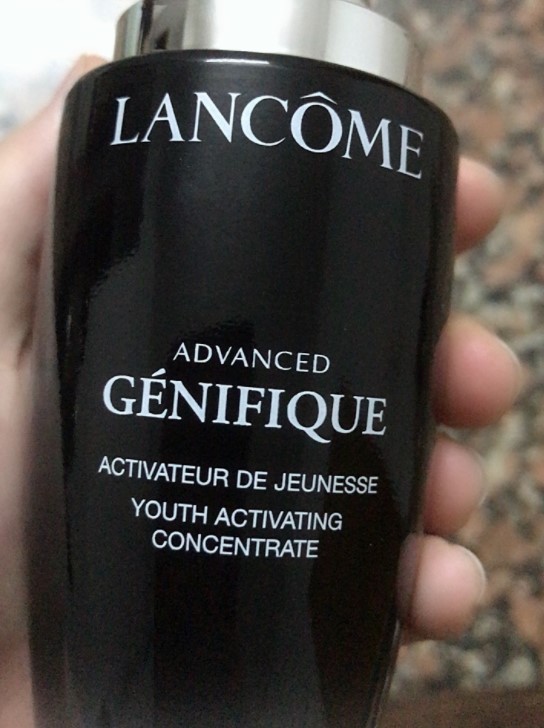 LANCÔME
ADVANCED
GÉNIFIQUE
ACTIVATEUR DE JEUNESSE
YOUTH ACTIVATING
CONCENTRATE